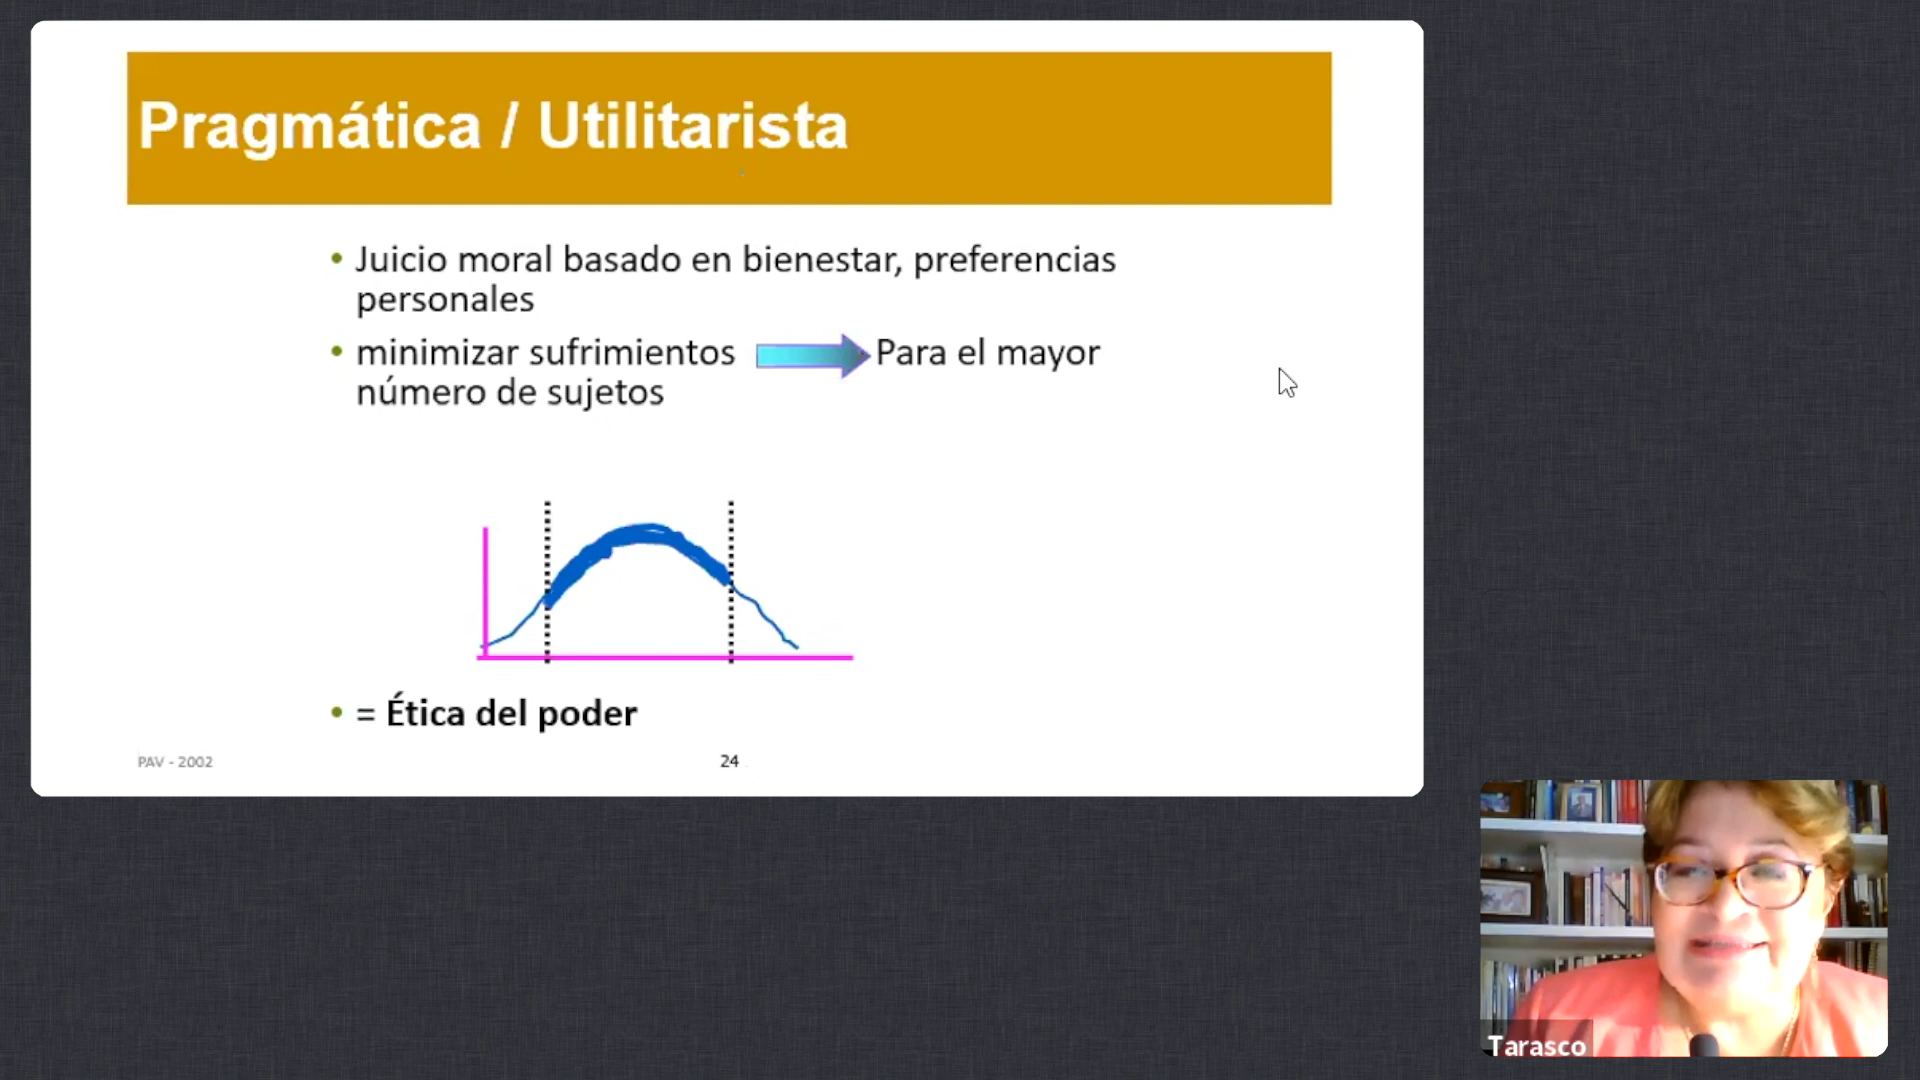 Pragmática / Utilitarista
• Juicio moral basado en bienestar, preferencias
personales
• minimizar sufrimientos Para el mayor
número de sujetos
• = Ética del poder
PAV - 2002
24
Tarasco